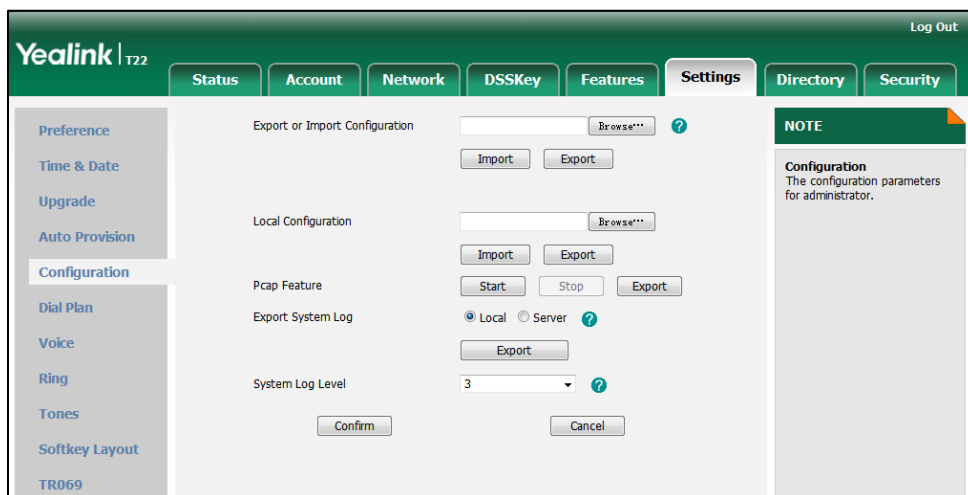 Log Out
Yealink T22
Status Account Network DSSKey Features Settings Directory Security
Preference
Time & Date
Upgrade
Auto Provision
Configuration
Dial Plan
Voice
Ring
Tones
Softkey Layout
TR069
Export or Import Configuration Browse... ?
Import Export
Local Configuration Browse...
Import Export
Pcap Feature Start Stop Export
Export System Log Local Server ?
Export
System Log Level 3 ?
Confirm Cancel
NOTE
Configuration
The configuration parameters
for administrator.